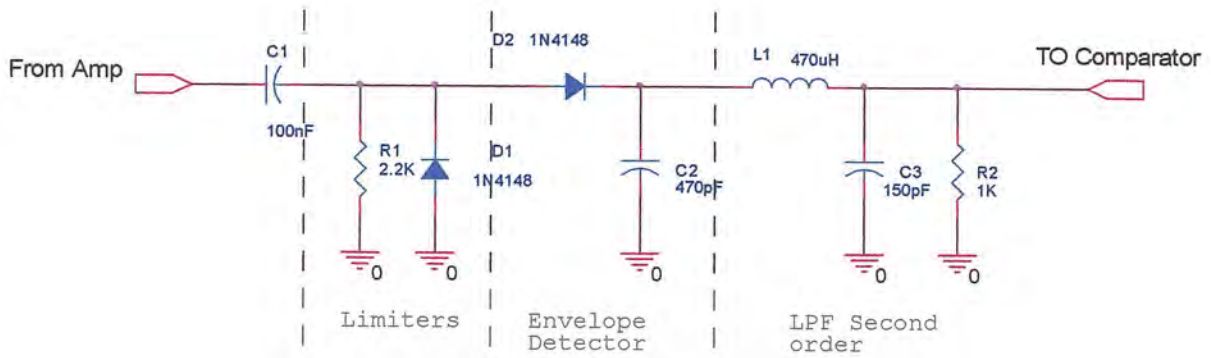 From Amp
C1
100nF
R1
2.2K
D1
1N4148
0
0
Limiters
D2 1N4148
C2
470pF
0
Envelope
Detector
L1
470uH
C3
150pF
R2
1K
0
0
LPF Second
order
TO Comparator